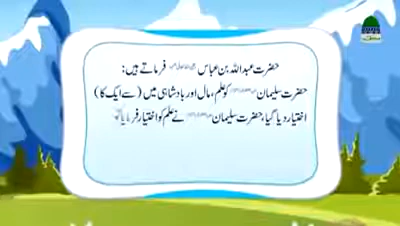 حضرت عبداللہ بن عباس فرماتے ہیں:
حضرت سلیمان کو علم، مال اور بادشاہی میں (سے ایک کا)
اختیار دیا گیا، حضرت سلیمان نے علم کو اختیار فرمایا